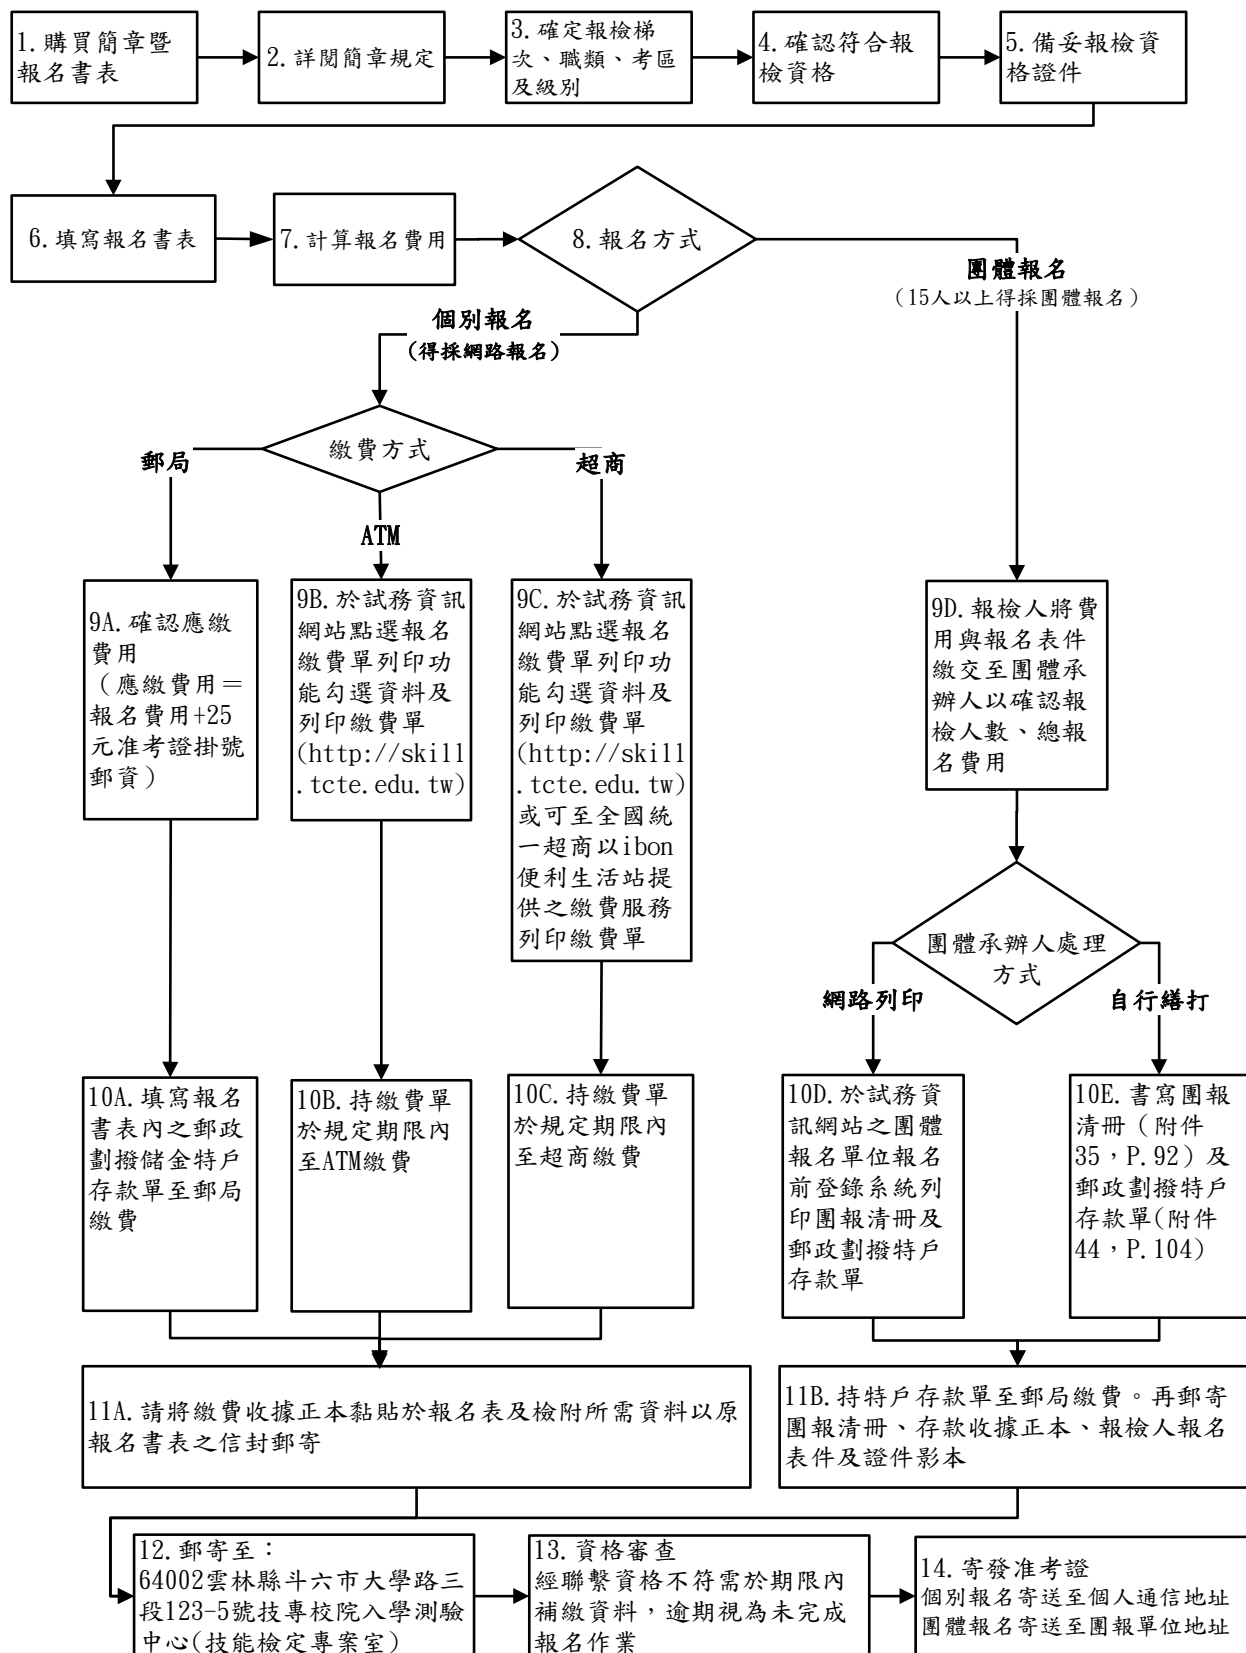 1.購買簡章暨
報名書表
2.詳閱簡章規定
3.確定報檢梯
次、職類、考區
及級別
4.確認符合報
檢資格
5.備妥報檢資
格證件
6.填寫報名書表
7.計算報名費用
8.報名方式
團體報名
（15人以上得採團體報名）
個別報名
(得採網路報名)
繳費方式
郵局
超商
ATM
9A.確認應繳
費用
（應繳費用＝
報名費用+25
元准考證掛號
郵資）
9B.於試務資訊
網站點選報名
繳費單列印功
能勾選資料及
列印繳費單
(http://skill
.tcte.edu.tw)
9C.於試務資訊
網站點選報名
繳費單列印功
能勾選資料及
列印繳費單
(http://skill
.tcte.edu.tw)
或可至全國統
一超商以ibon
便利生活站提
供之繳費服務
列印繳費單
9D.報檢人將費
用與報名表件
繳交至團體承
辦人以確認報
檢人數、總報
名費用
團體承辦人處理
方式
網路列印
自行繕打
10A.填寫報名
書表內之郵政
劃撥儲金特戶
存款單至郵局
繳費
10B.持繳費單
於規定期限內
至ATM繳費
10C.持繳費單
於規定期限內
至超商繳費
10D.於試務資
訊網站之團體
報名單位報名
前登錄系統列
印團報清冊及
郵政劃撥特戶
存款單
10E.書寫團報
清冊（附件
35，P.92）及
郵政劃撥特戶
存款單(附件
44，P.104)
11A.請將繳費收據正本黏貼於報名表及檢附所需資料以原
報名書表之信封郵寄
11B.持特戶存款單至郵局繳費。再郵寄
團報清冊、存款收據正本、報檢人報名
表件及證件影本
12.郵寄至：
64002雲林縣斗六市大學路三
段123-5號技專校院入學測驗
中心(技能檢定專案室)
13.資格審查
經聯繫資格不符需於期限內
補繳資料，逾期視為未完成
報名作業
14.寄發准考證
個別報名寄送至個人通信地址
團體報名寄送至團報單位地址